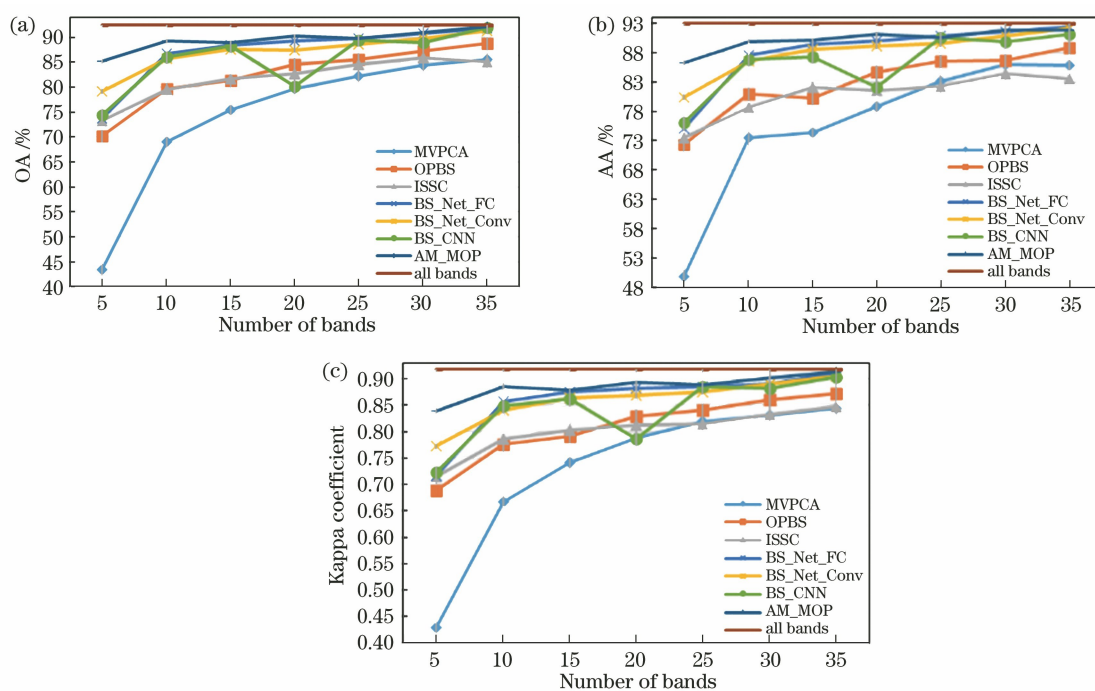 (a)
OA /%
90
85
80
75
70
65
60
55
50
45
40
5 10 15 20 25 30 35
Number of bands
MVPCA
OPBS
ISSC
BS_Net_FC
BS_Net_Conv
BS_CNN
AM_MOP
all bands
(b)
AA /%
93
88
83
78
73
68
63
58
53
48
5 10 15 20 25 30 35
Number of bands
MVPCA
OPBS
ISSC
BS_Net_FC
BS_Net_Conv
BS_CNN
AM_MOP
all bands
(c)
Kappa coefficient
0.90
0.85
0.80
0.75
0.70
0.65
0.60
0.55
0.50
0.45
0.40
5 10 15 20 25 30 35
Number of bands
MVPCA
OPBS
ISSC
BS_Net_FC
BS_Net_Conv
BS_CNN
AM_MOP
all bands